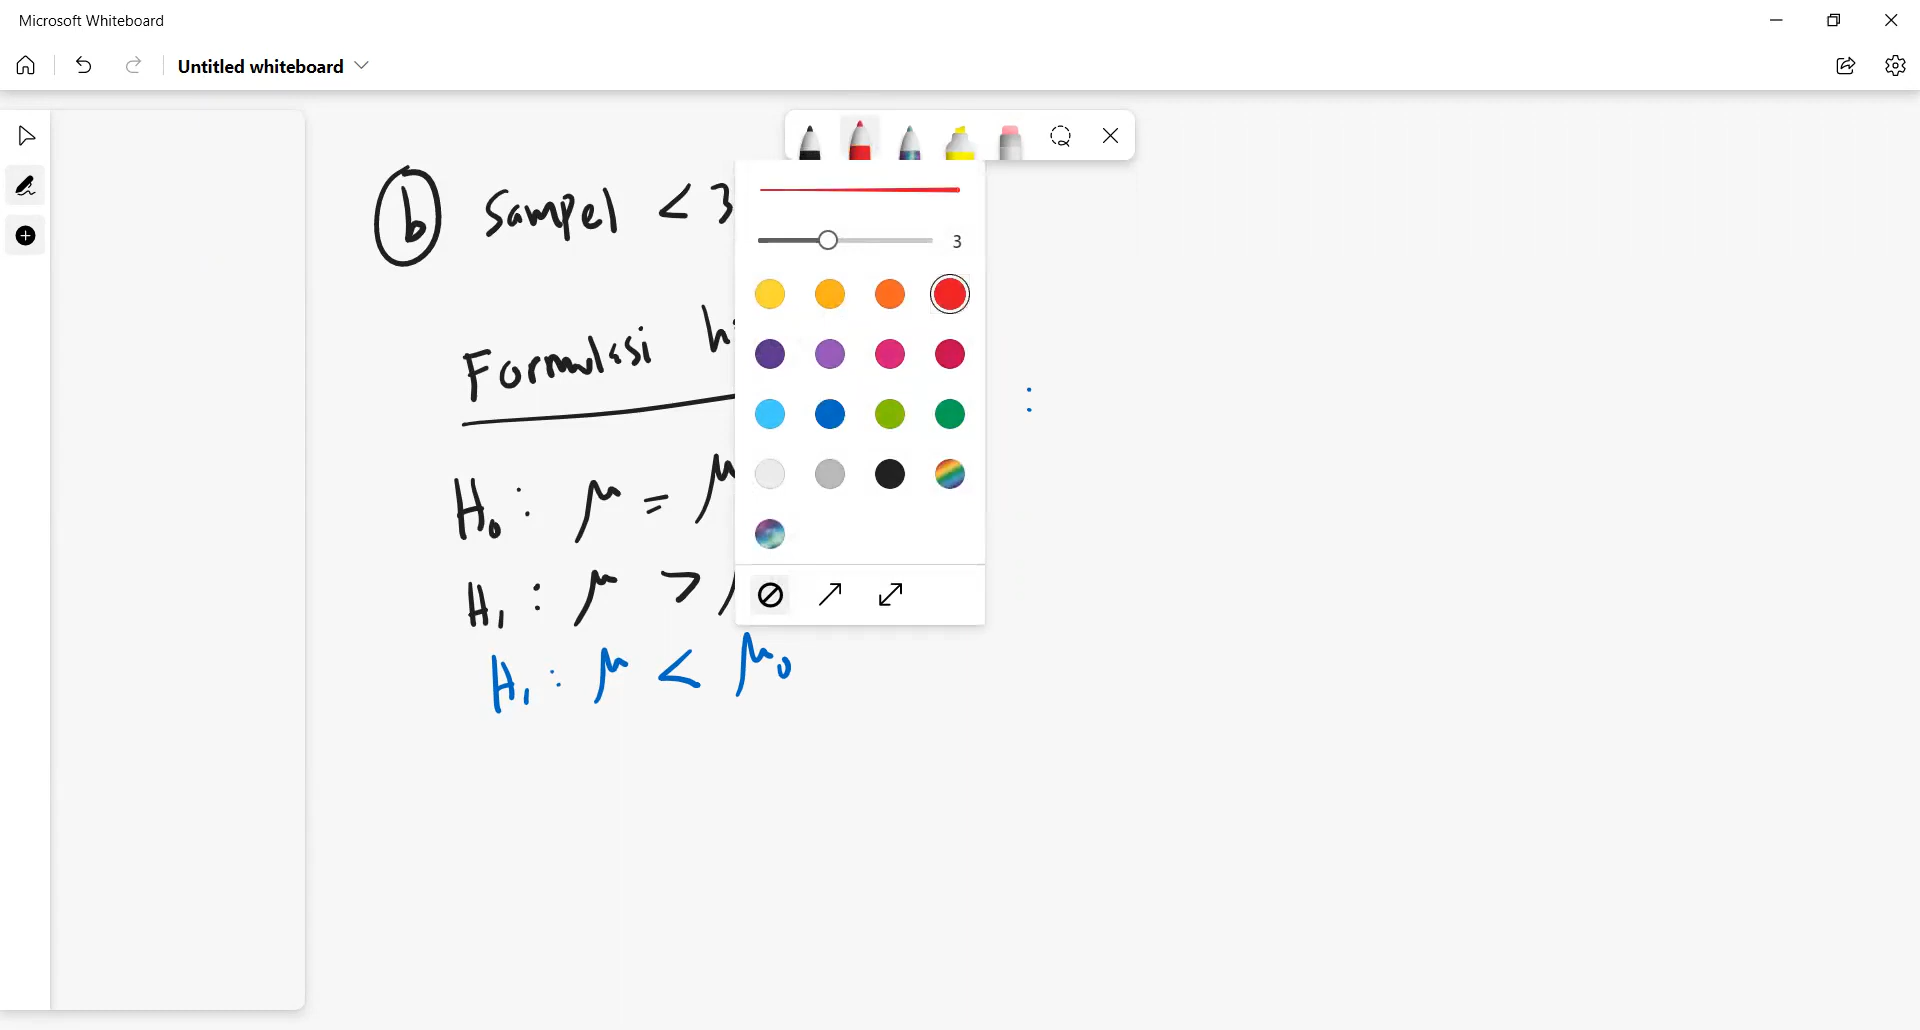 Microsoft Whiteboard
Untitled whiteboard
b Sampel < 3
3
Formulasi
:
H₀ : μ =
H₁ : μ >
H₁ : μ < μ₀